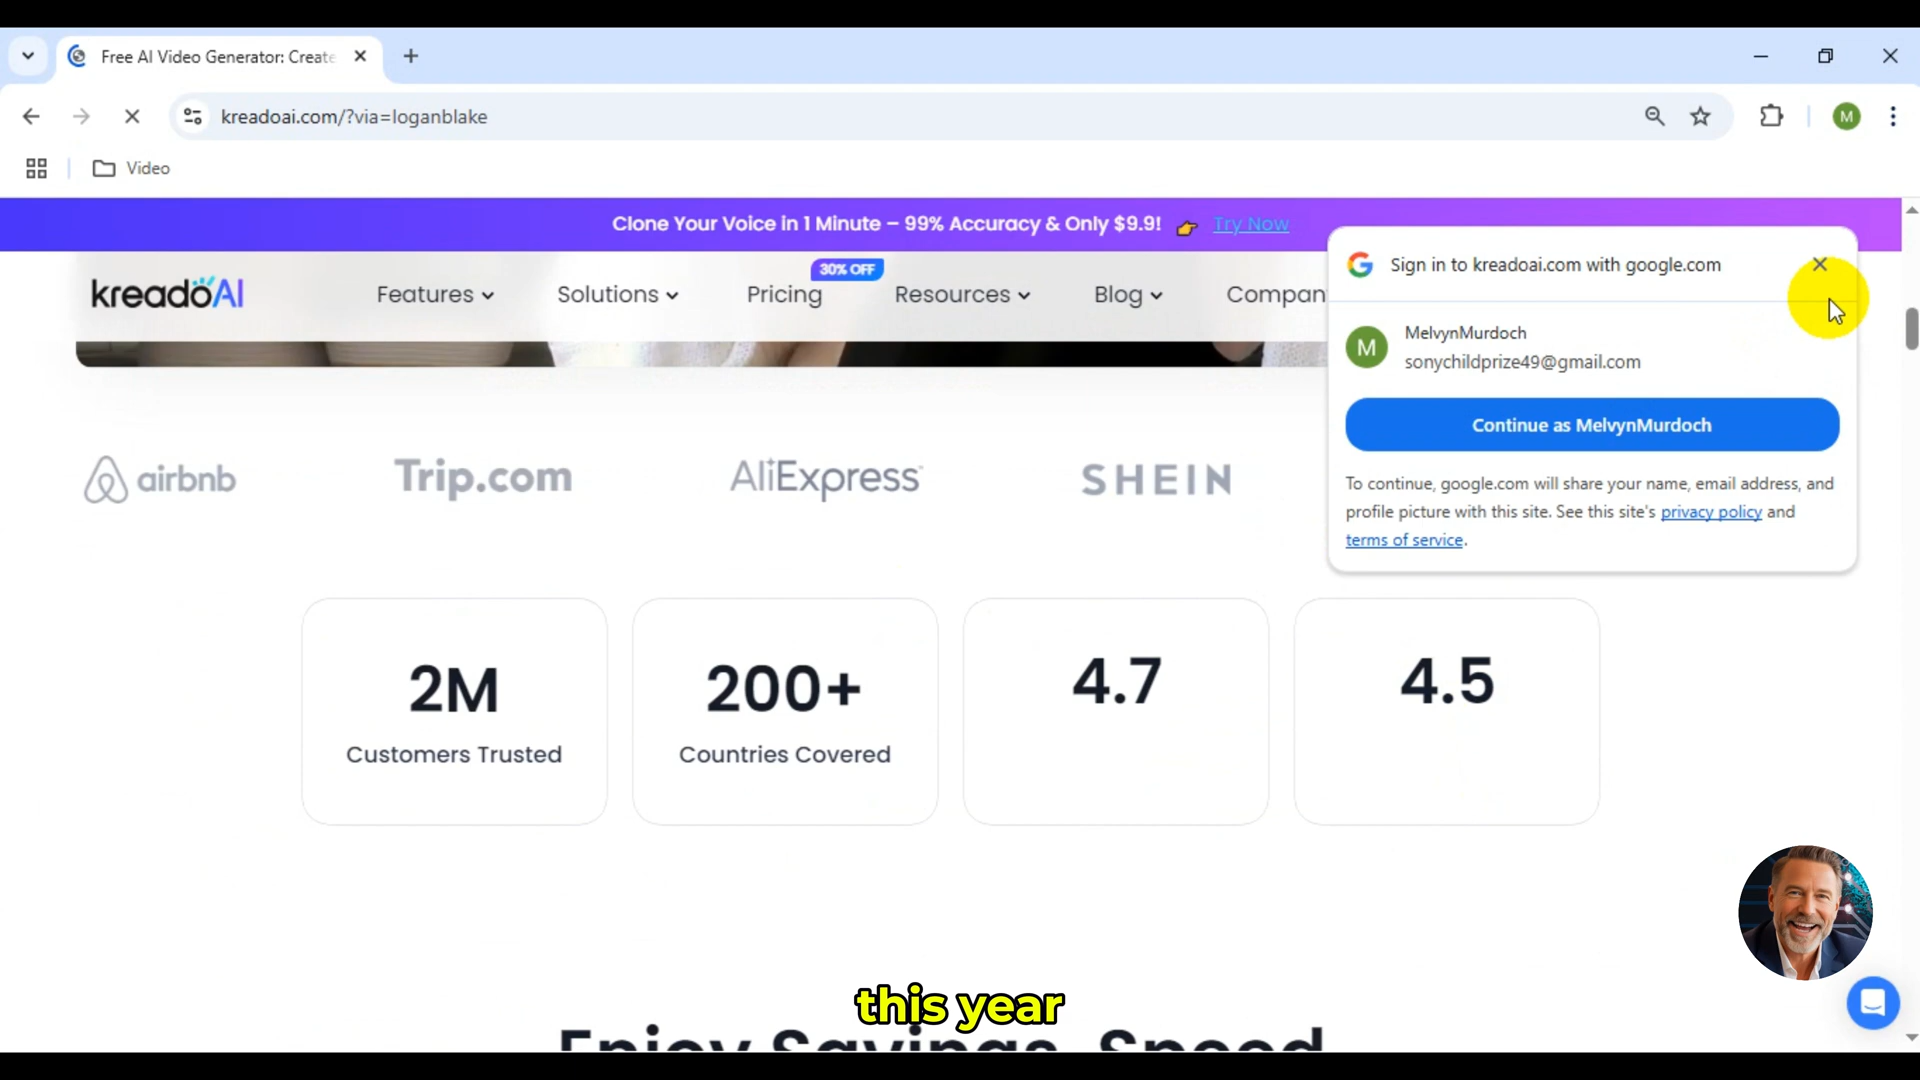 Free AI Video Generator: Create
kreadoai.com/?via=loganblake
M
Video
Clone Your Voice in 1 Minute – 99% Accuracy & Only $9.9! 👉 Try Now
30% OFF
kreadoAI Features Solutions Pricing Resources Blog Compan
Sign in to kreadoai.com with google.com
M
MelvynMurdoch
sonychildprize49@gmail.com
Continue as MelvynMurdoch
To continue, google.com will share your name, email address, and
profile picture with this site. See this site's privacy policy and
terms of service.
airbnb Trip.com AliExpress SHEIN
2M
Customers Trusted
200+
Countries Covered
4.7
4.5
this year
Enjoy Savings, Speed